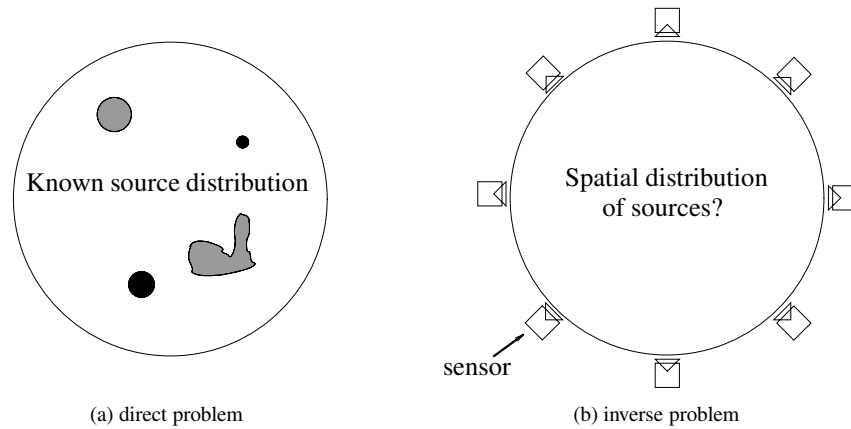 Known source distribution
(a) direct problem
Spatial distribution
of sources?
sensor
(b) inverse problem